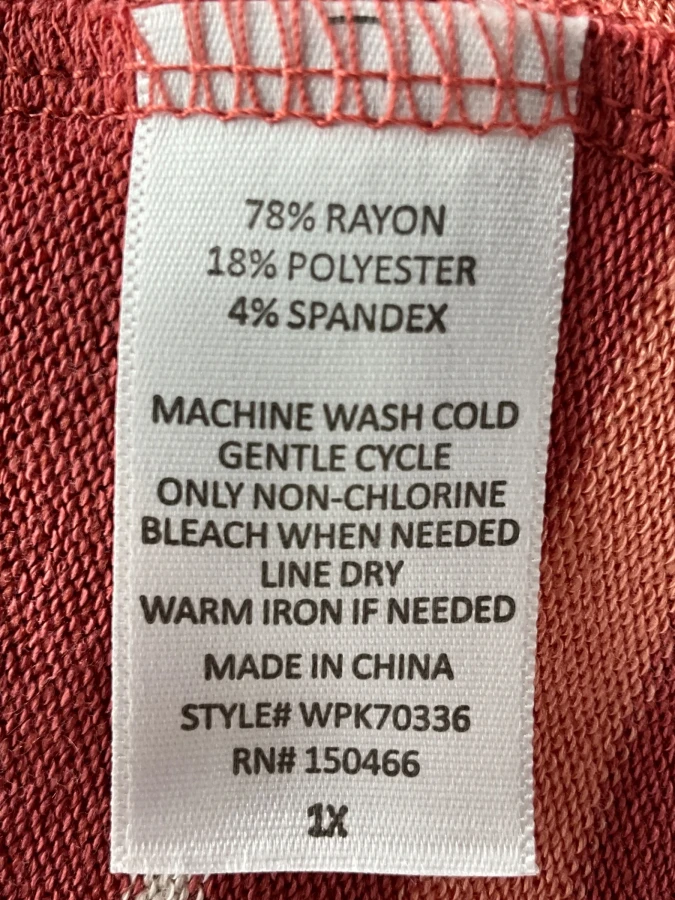 78% RAYON
18% POLYESTER
4% SPANDEX
MACHINE WASH COLD
GENTLE CYCLE
ONLY NON-CHLORINE
BLEACH WHEN NEEDED
LINE DRY
WARM IRON IF NEEDED
MADE IN CHINA
STYLE# WPK70336
RN# 150466
1X